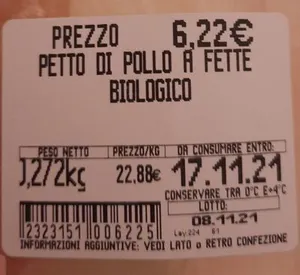 PREZZO 6,22€
PETTO DI POLLO A FETTE
BIOLOGICO
PESO NETTO PREZZO/KG DA CONSUMARE ENTRO:
0,272kg 22,88€ 17.11.21
CONSERVARE TRA 0°C E+4°C
LOTTO:
08.11.21
2323151 006225
INFORMAZIONI AGGIUNTIVE: VEDI LATO o RETRO CONFEZIONE